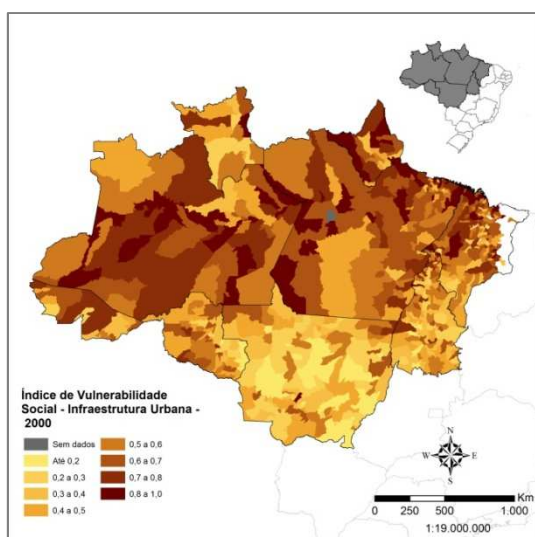 Índice de Vulnerabilidade
Social - Infraestrutura Urbana -
2000
Sem dados
Até 0,2
0,2 a 0,3
0,3 a 0,4
0,4 a 0,5
0,5 a 0,6
0,6 a 0,7
0,7 a 0,8
0,8 a 1,0
N
W
E
S
Km
0 250 500 1.000
1:19.000.000